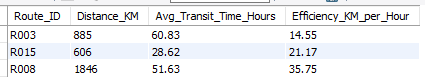 Route_ID Distance_KM Avg_Transit_Time_Hours Efficiency_KM_per_Hour
R003 885 60.83 14.55
R015 606 28.62 21.17
R008 1846 51.63 35.75